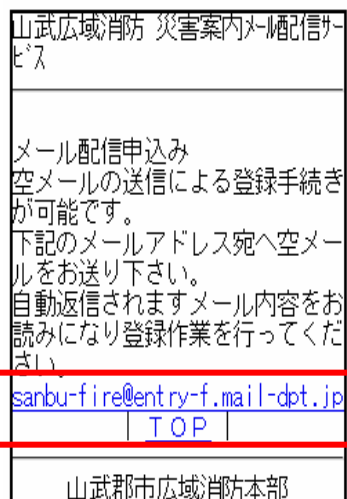 山武広域消防 災害案内ﾒｰﾙ配信ｻｰ
ﾋﾞｽ
メール配信申込み
空メールの送信による登録手続き
が可能です。
下記のメールアドレス宛へ空メー
ルをお送り下さい。
自動返信されますメール内容をお
読みになり登録作業を行ってくだ
さい。
sanbu-fire@entry-f.mail-dpt.jp
| ＴＯＰ |
山武郡市広域消防本部